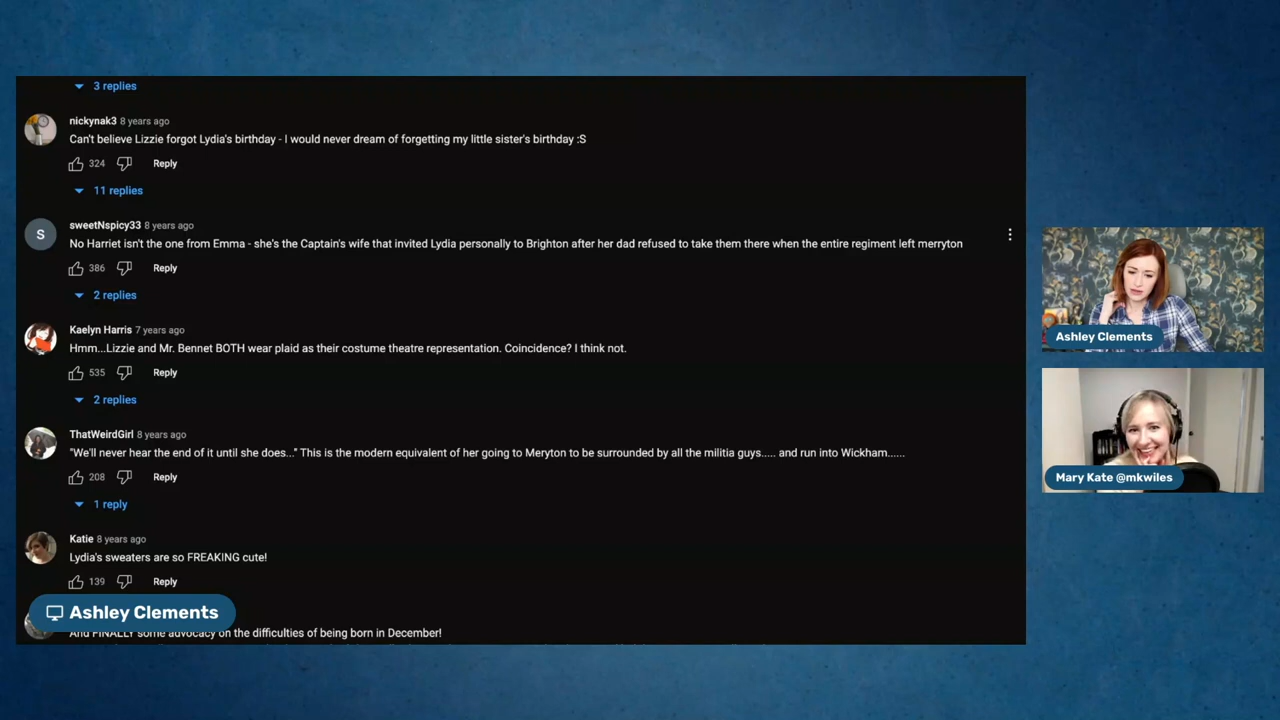 3 replies
nickynak3 8 years ago
Can't believe Lizzie forgot Lydia's birthday - I would never dream of forgetting my little sister's birthday :S
324 Reply
11 replies
S
sweetNspicy33 8 years ago
No Harriet isn't the one from Emma - she's the Captain's wife that invited Lydia personally to Brighton after her dad refused to take them there when the entire regiment left merryton
386 Reply
2 replies
Kaelyn Harris 7 years ago
Hmm...Lizzie and Mr. Bennet BOTH wear plaid as their costume theatre representation. Coincidence? I think not.
535 Reply
2 replies
ThatWeirdGirl 8 years ago
"We'll never hear the end of it until she does..." This is the modern equivalent of her going to Meryton to be surrounded by all the militia guys..... and run into Wickham......
208 Reply
1 reply
Katie 8 years ago
Lydia's sweaters are so FREAKING cute!
139 Reply
Ashley Clements
And FINALLY some advocacy on the difficulties of being born in December!
Ashley Clements
Mary Kate @mkwiles